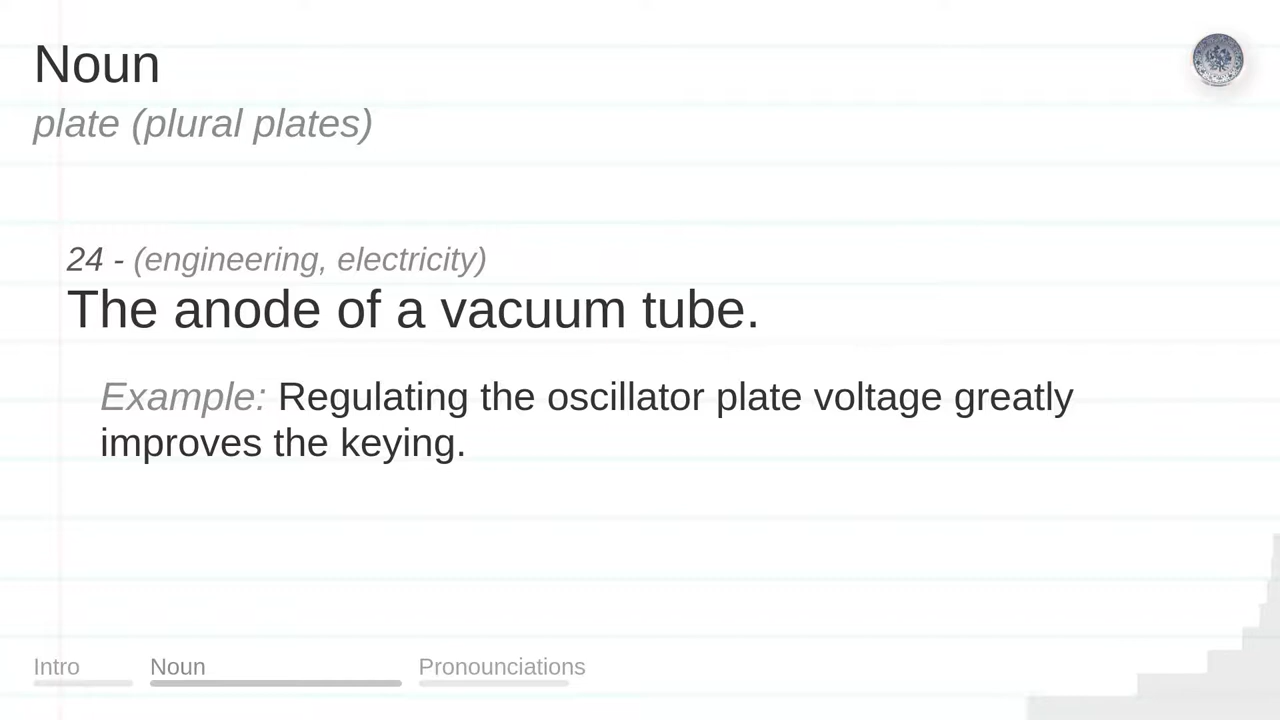 Noun
plate (plural plates)
24 - (engineering, electricity)
The anode of a vacuum tube.
Example: Regulating the oscillator plate voltage greatly
improves the keying.
Intro Noun Pronounciations